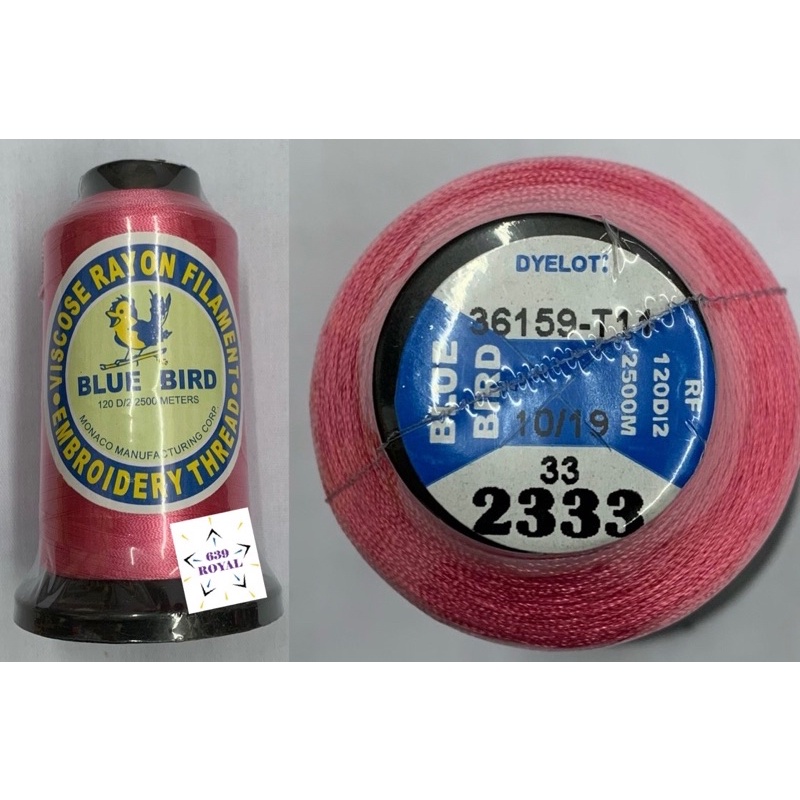 VISCOSE RAYON FILAMENT
BLUE BIRD
120 D/2 2500 METERS
MONACO MANUFACTURING CORP.
EMBROIDERY THREAD
639
ROYAL
DYELOT:
36159-T11
BLUE
BIRD
RF
120D/2
2500M
10/19
33
2333